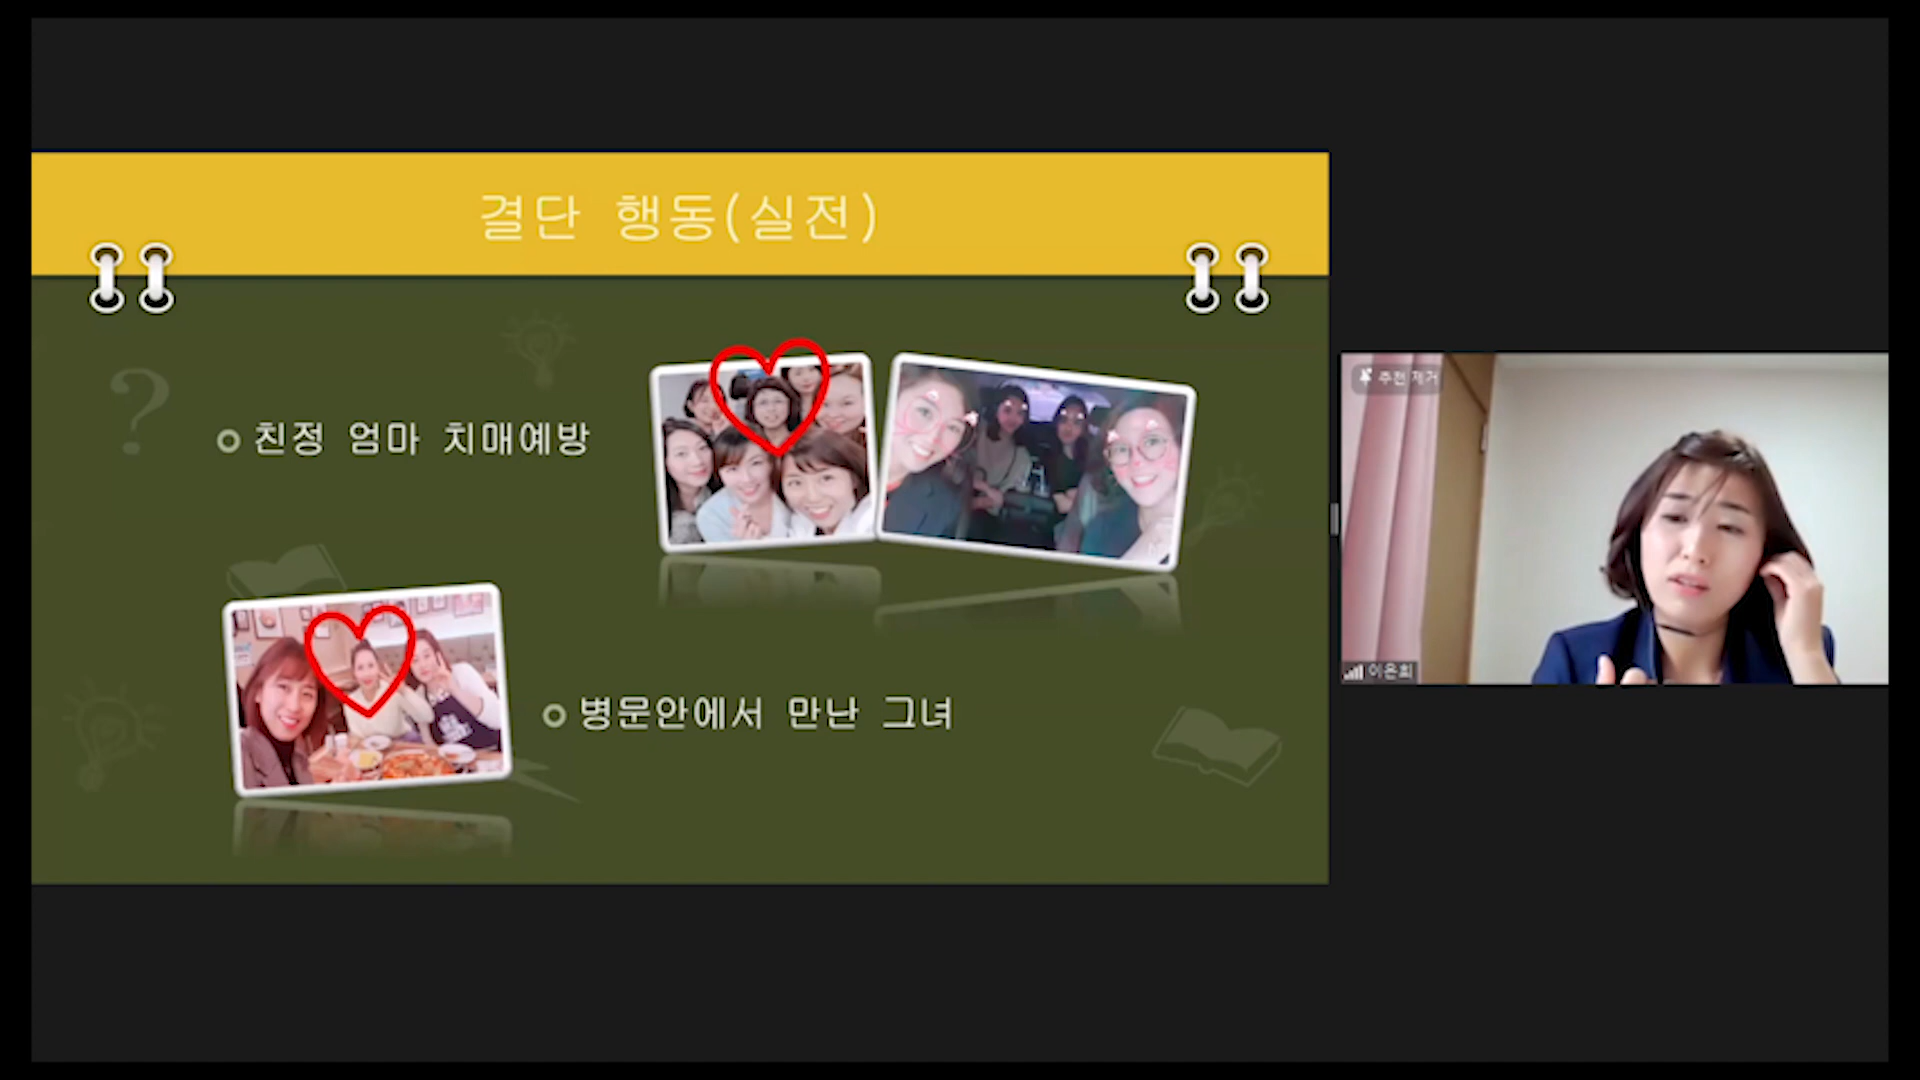 결단 행동(실전)
친정 엄마 치매예방
병문안에서 만난 그녀
추천 제거
이은희